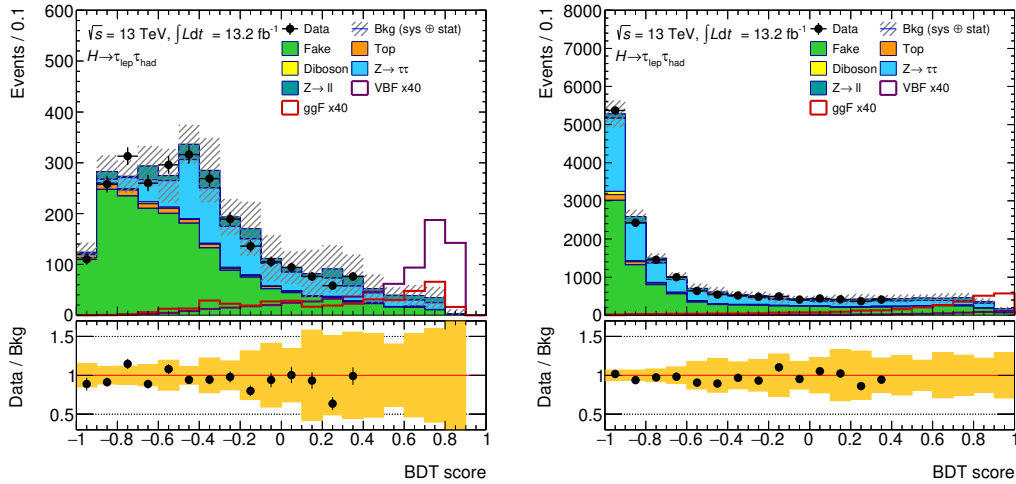 Events / 0.1
600
500
400
300
200
100
0
√s = 13 TeV, ∫Ldt = 13.2 fb⁻¹
H→τ_lepτ_had
Data
Bkg (sys ⊕ stat)
Fake
Top
Diboson
Z→ττ
Z→ll
VBF x40
ggF x40
Data / Bkg
1.5
1
0.5
−1 −0.8 −0.6 −0.4 −0.2 0 0.2 0.4 0.6 0.8 1
BDT score
Events / 0.1
8000
7000
6000
5000
4000
3000
2000
1000
0
√s = 13 TeV, ∫Ldt = 13.2 fb⁻¹
H→τ_lepτ_had
Data
Bkg (sys ⊕ stat)
Fake
Top
Diboson
Z→ττ
Z→ll
VBF x40
ggF x40
Data / Bkg
1.5
1
0.5
−1 −0.8 −0.6 −0.4 −0.2 0 0.2 0.4 0.6 0.8 1
BDT score